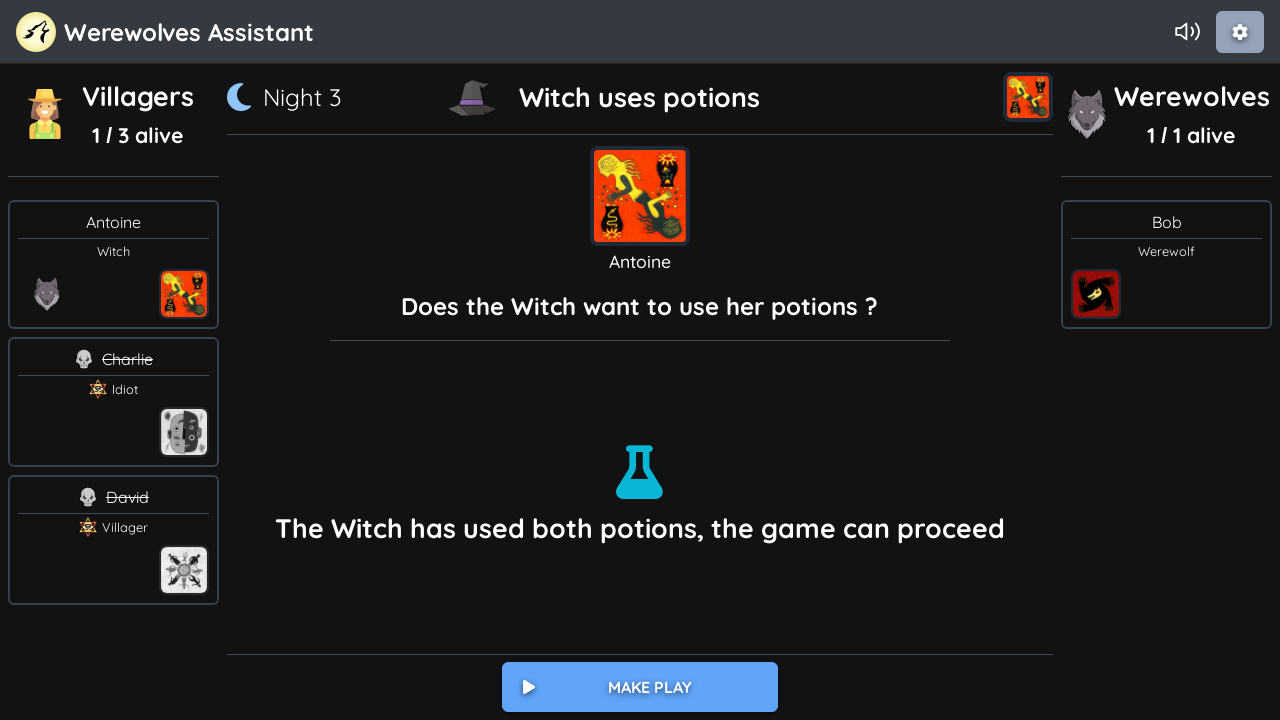 Werewolves Assistant
Villagers
1 / 3 alive
Night 3
Witch uses potions
Werewolves
1 / 1 alive
Antoine
Witch
Charlie
Idiot
David
Villager
Antoine
Does the Witch want to use her potions ?
The Witch has used both potions, the game can proceed
MAKE PLAY
Bob
Werewolf